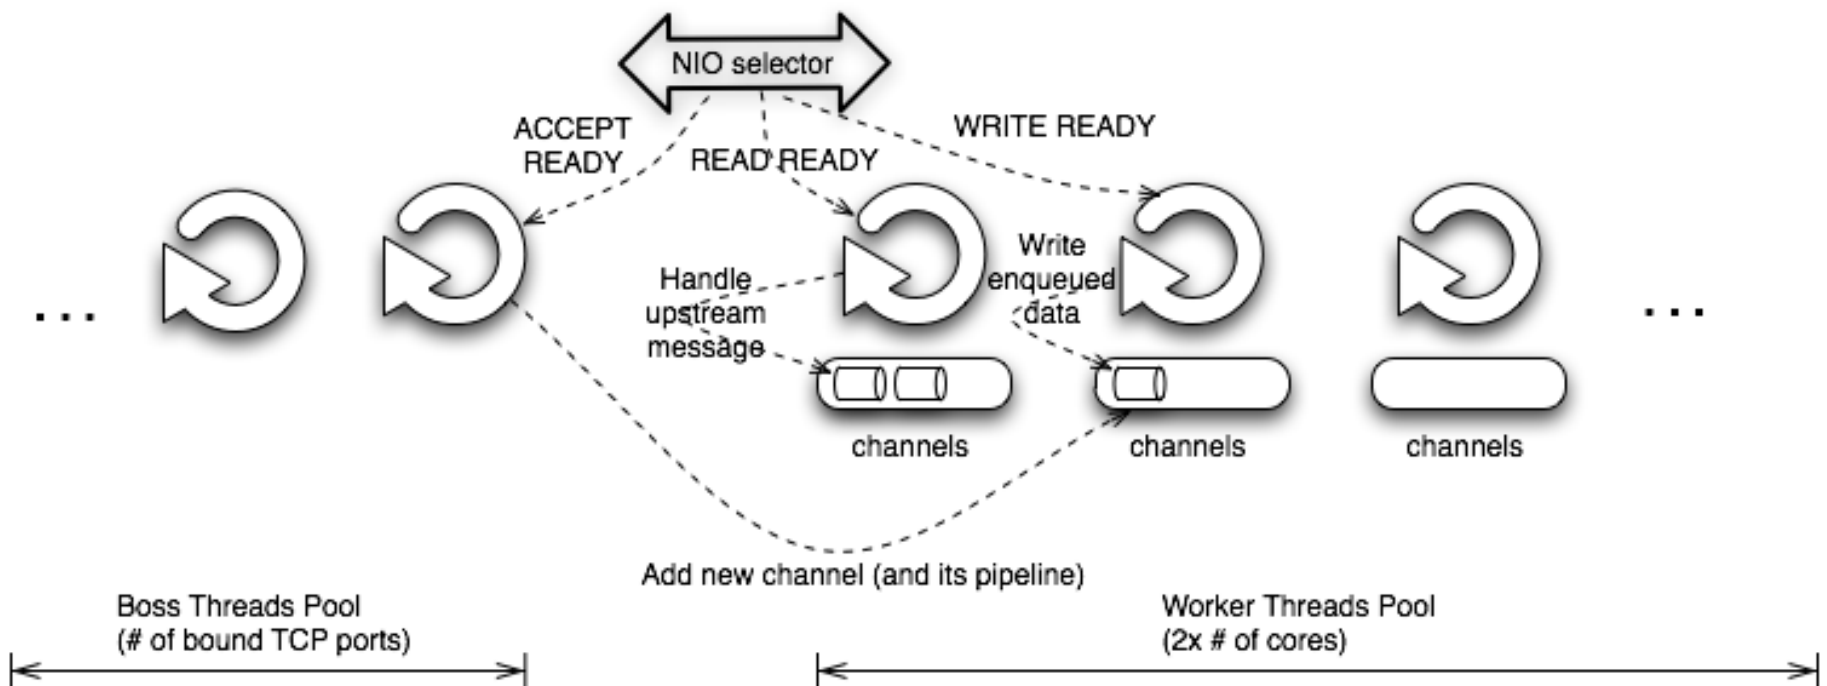 NIO selector
ACCEPT
READY
READ READY
WRITE READY
Handle
upstream
message
Write
enqueued
data
...
...
channels
channels
channels
Add new channel (and its pipeline)
Boss Threads Pool
(# of bound TCP ports)
Worker Threads Pool
(2x # of cores)